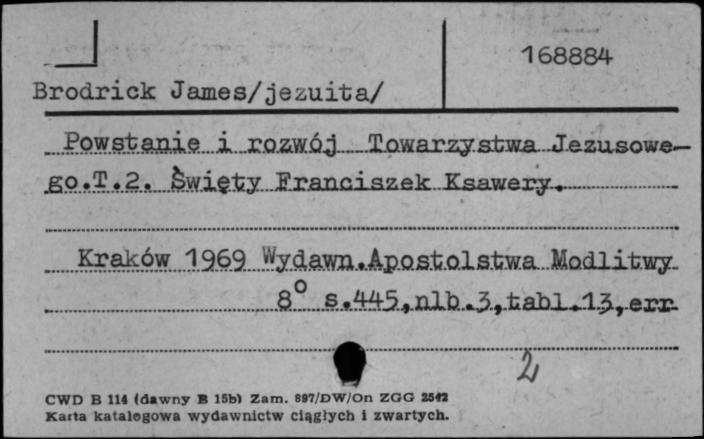 168884
Brodrick James/jezuita/
Powstanie i rozwój Towarzystwa Jezusowe-
go.T.2. Święty Franciszek Ksawery.
Kraków 1969 Wydawn.Apostolstwa Modlitwy
8° s.445,nlb.3,tabl.13,err
2
CWD B 114 (dawny B 15b) Zam. 897/DW/On ZGG 2542
Karta katalogowa wydawnictw ciągłych i zwartych.